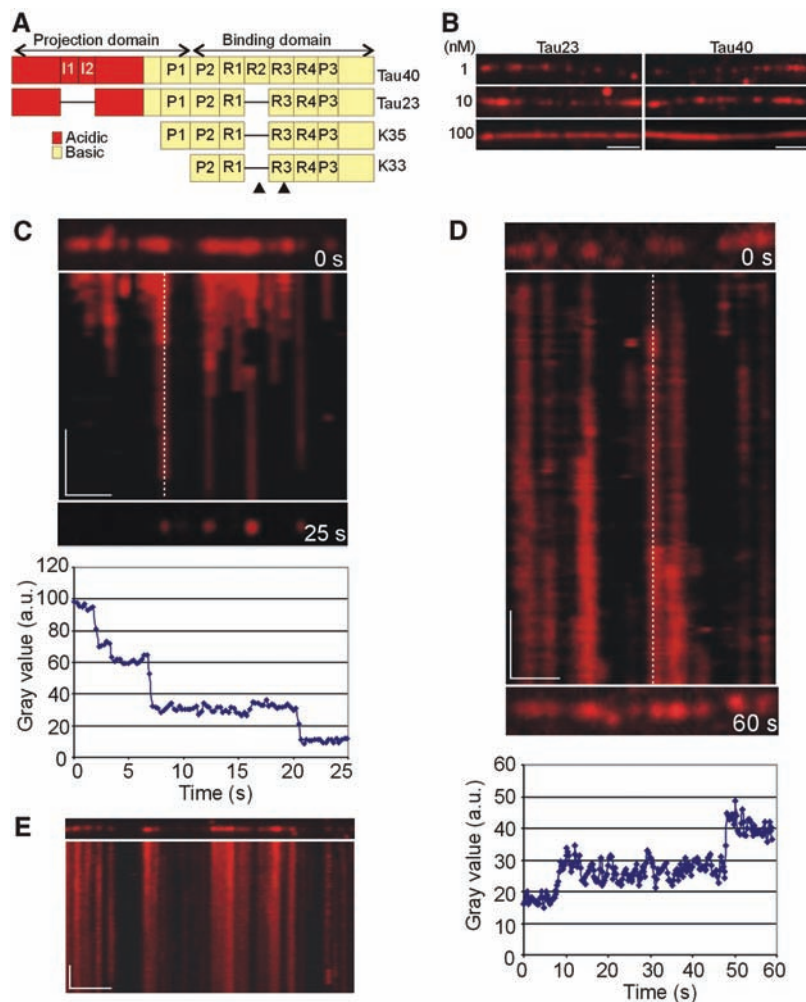 A
Projection domain Binding domain
I1 I2 P1 P2 R1 R2 R3 R4 P3 Tau40
P1 P2 R1 R3 R4 P3 Tau23
Acidic P1 P2 R1 R3 R4 P3 K35
Basic P2 R1 R3 R4 P3 K33
B
(nM) Tau23 Tau40
1
10
100
C
0 s
25 s
120
100
80
60
40
20
0
Gray value (a.u.)
0 5 10 15 20 25
Time (s)
D
0 s
60 s
60
50
40
30
20
10
0
Gray value (a.u.)
0 10 20 30 40 50 60
Time (s)
E